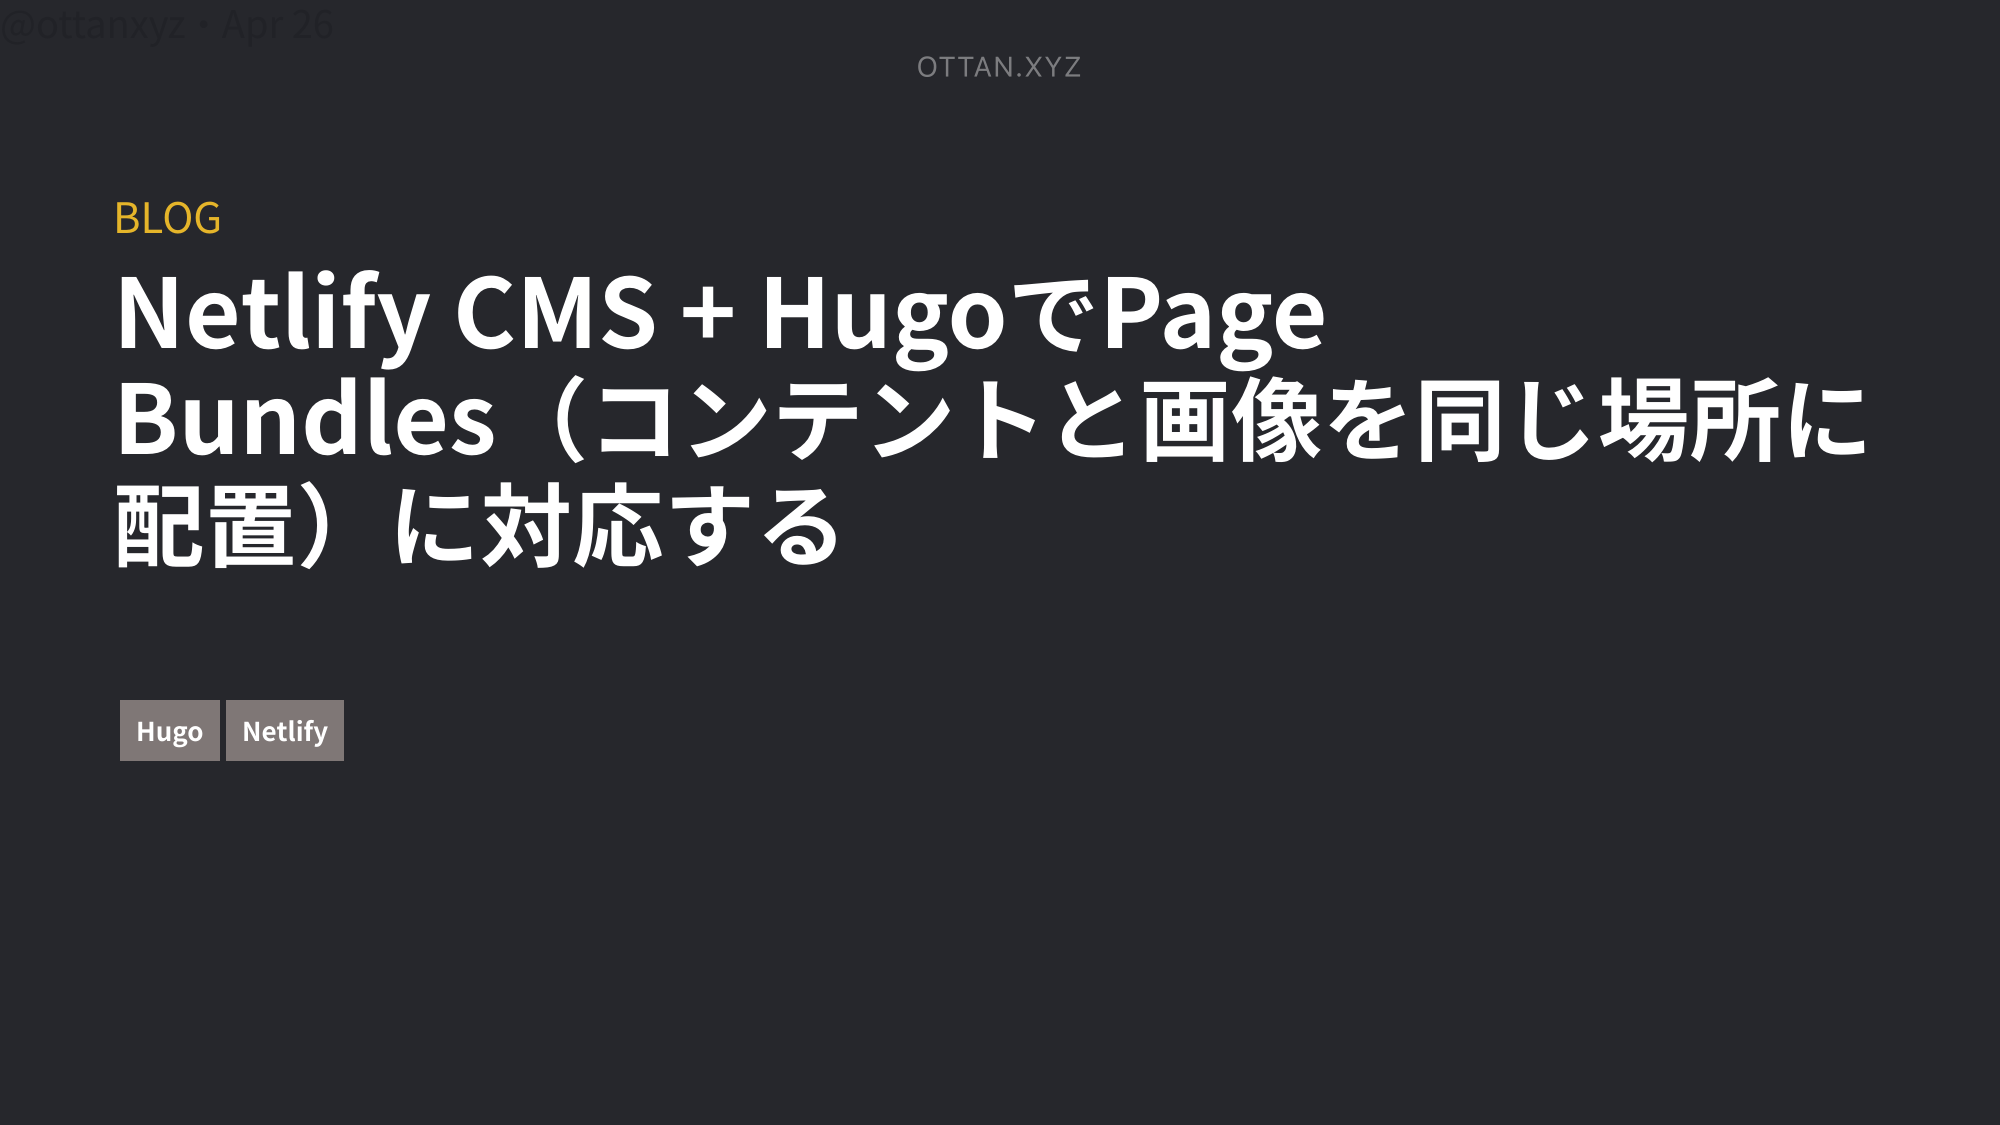 @ottanxyz・Apr 26
OTTAN.XYZ
BLOG
Netlify CMS + HugoでPage
Bundles（コンテントと画像を同じ場所に
配置）に対応する
Hugo Netlify